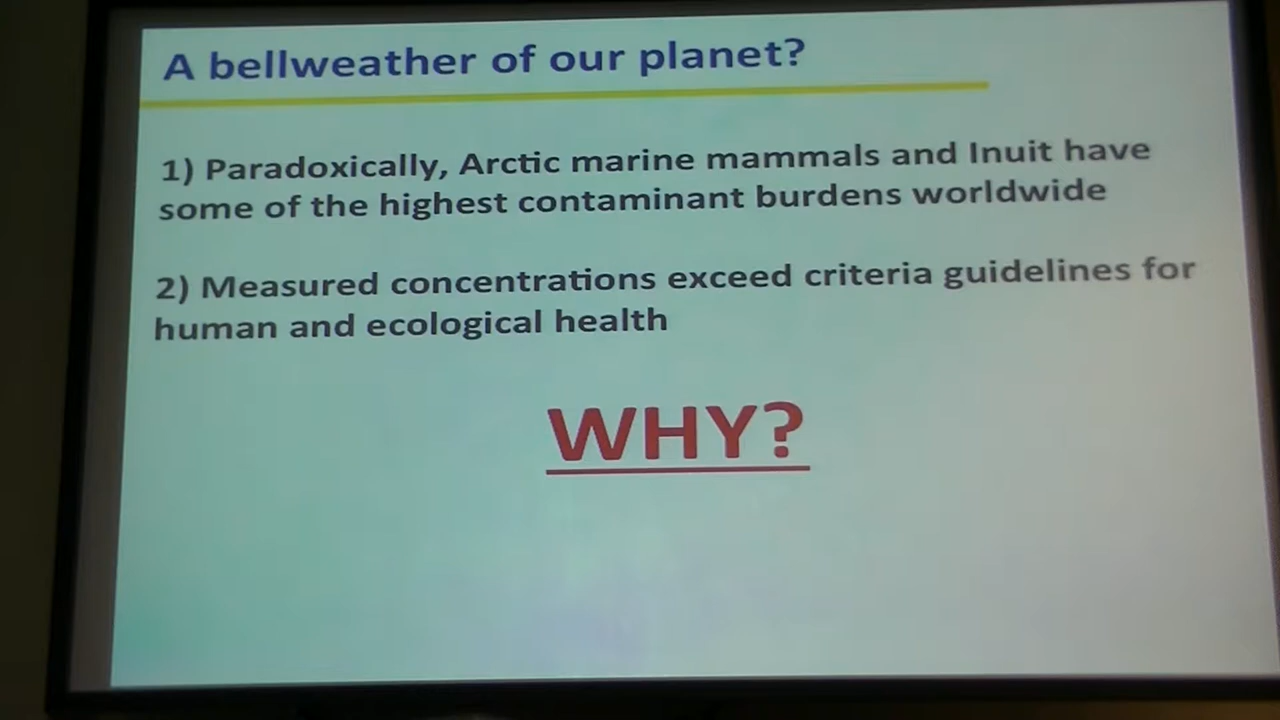 A bellweather of our planet?
1) Paradoxically, Arctic marine mammals and Inuit have
some of the highest contaminant burdens worldwide
2) Measured concentrations exceed criteria guidelines for
human and ecological health
WHY?